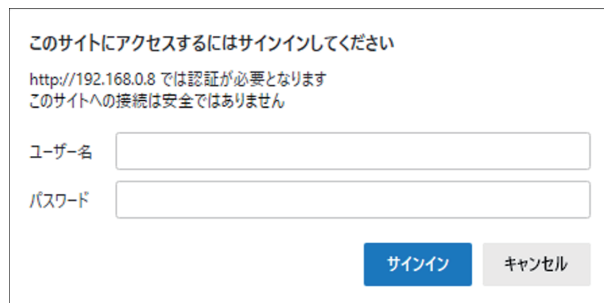 このサイトにアクセスするにはサインインしてください
http://192.168.0.8 では認証が必要となります
このサイトへの接続は安全ではありません
ユーザー名
パスワード
サインイン
キャンセル